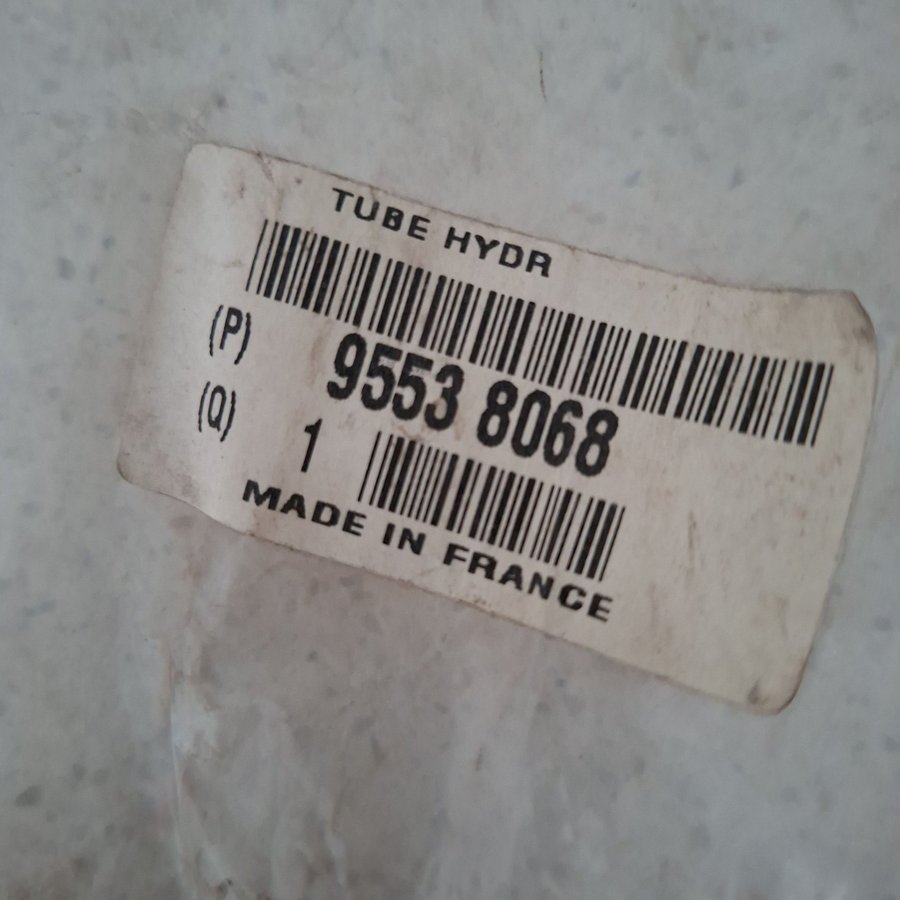 TUBE HYDR
(P) 9553 8068
(Q) 1
MADE IN FRANCE